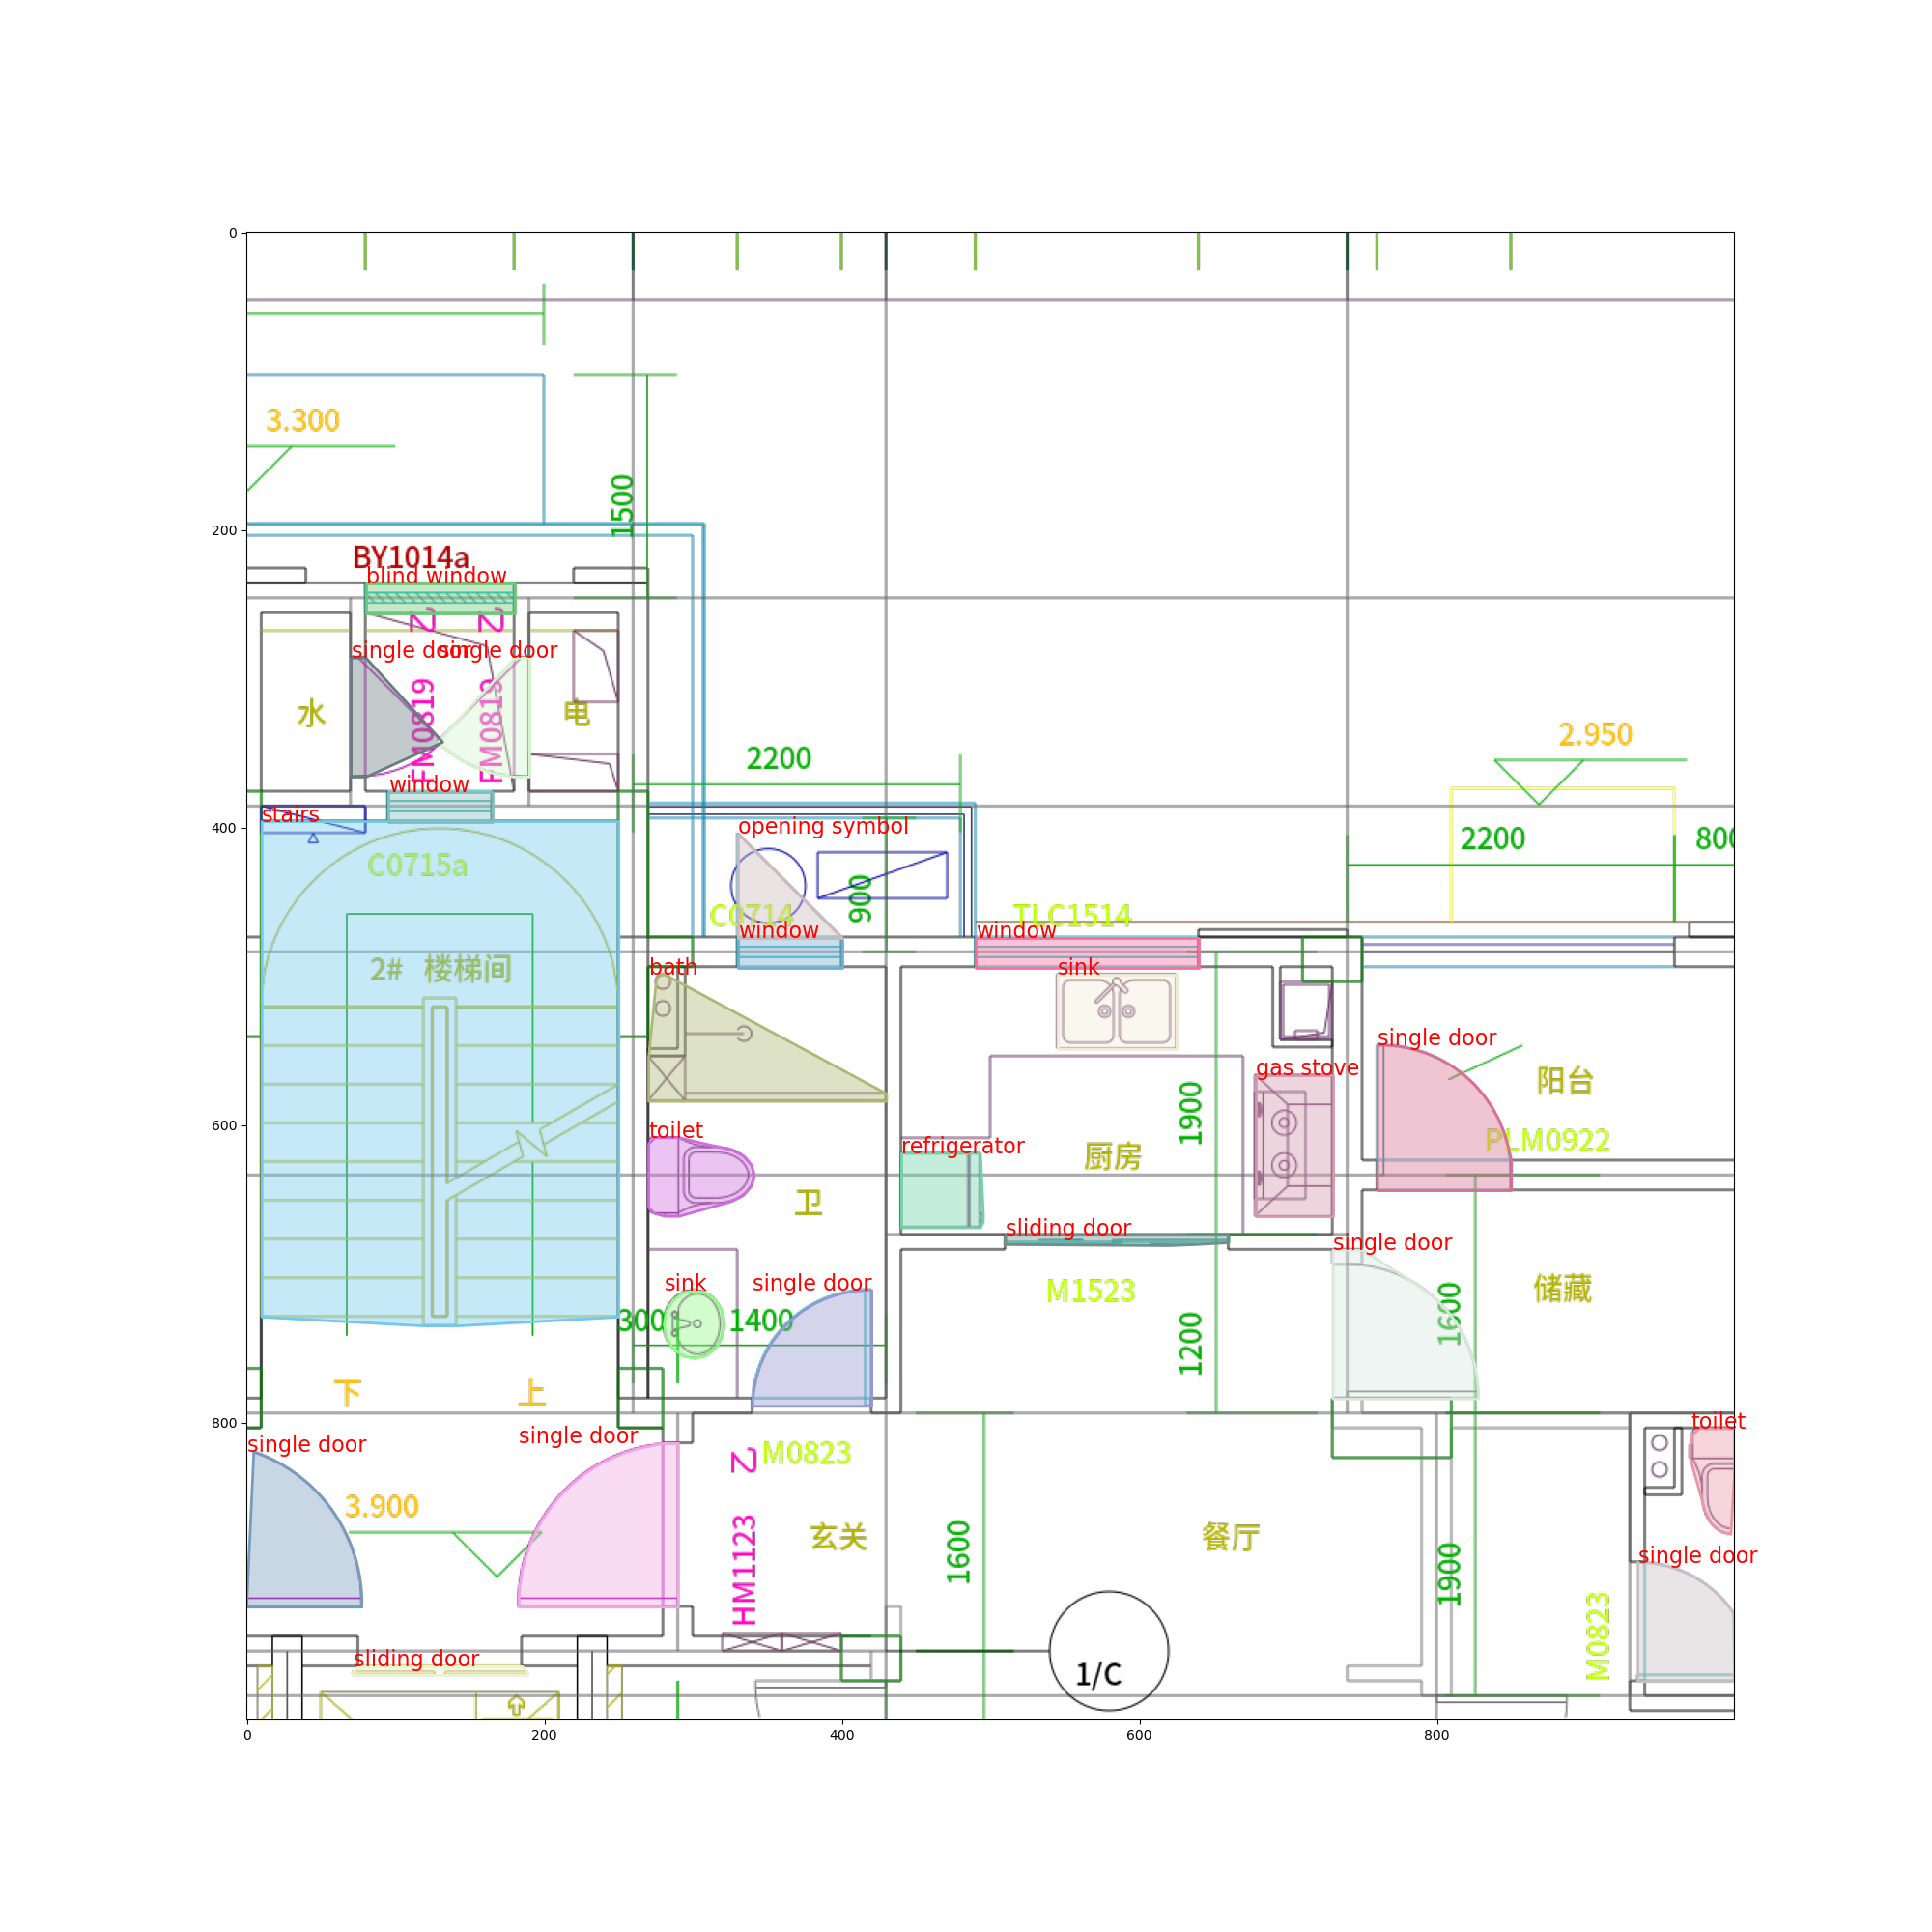 0
3.300
1500
200
BY1014a
blind window
single door
single door
FM0819 乙
FM0819 乙
水
电
window
2.950
2200
stairs
400
opening symbol
2200
C0715a
900
C0714
TLC1514
window
window
2# 楼梯间
bath
sink
single door
gas stove
阳台
1900
600
toilet
PLM0922
refrigerator
厨房
卫
sliding door
single door
sink
single door
M1523
储藏
300
1400
1600
1200
下
上
800
single door
single door
toilet
HM1123 乙
M0823
3.900
玄关
1600
餐厅
1900
single door
M0823
sliding door
1/C
0
200
400
600
800